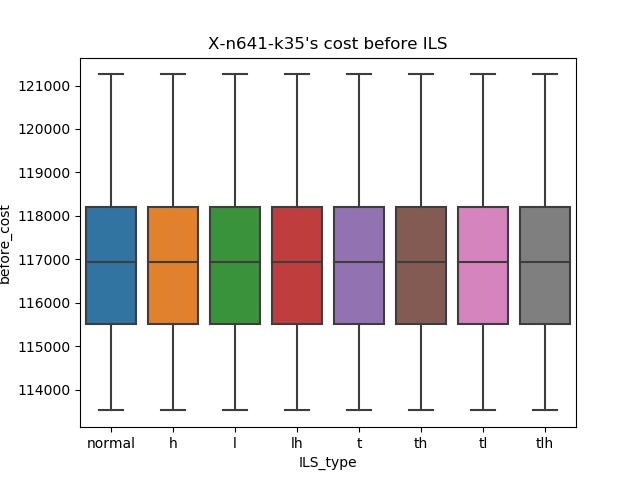 X-n641-k35's cost before ILS
before_cost
121000
120000
119000
118000
117000
116000
115000
114000
normal h l lh t th tl tlh
ILS_type